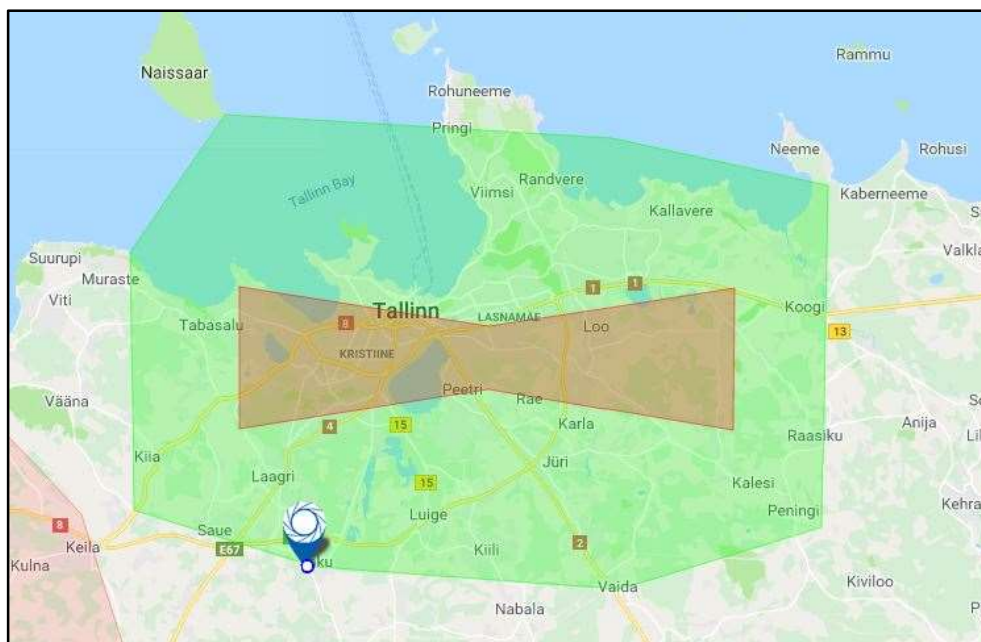 Rammu
Naissaar
Rohuneeme
Pringi
Neeme
Rohusi
Randvere
Viimsi
Kaberneeme
Tallinn Bay
Kallavere
Valkla
Suurupi
Muraste
Viti
1
1
Koogi
Tallinn
LASNAMÄE
Tabasalu
8
Loo
13
KRISTIINE
Peetri
Rae
Vääna
4
15
Karla
Anija
Raasiku
Kiia
Laagri
Jüri
15
Kalesi
Luige
Peningi
8
Saue
Keila
E67
Kiili
2
Kulna
ku
Vaida
Kiviloo
Nabala